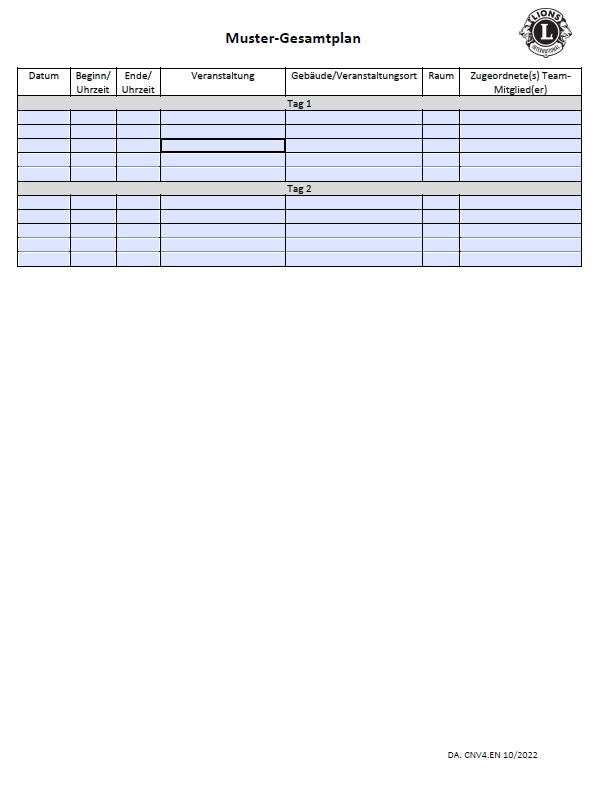 LIONS
L
INTERNATIONAL
Muster-Gesamtplan
Datum Beginn/ Ende/ Veranstaltung Gebäude/Veranstaltungsort Raum Zugeordnete(s) Team-
Uhrzeit Uhrzeit Mitglied(er)
Tag 1
Tag 2
DA. CNV4.EN 10/2022